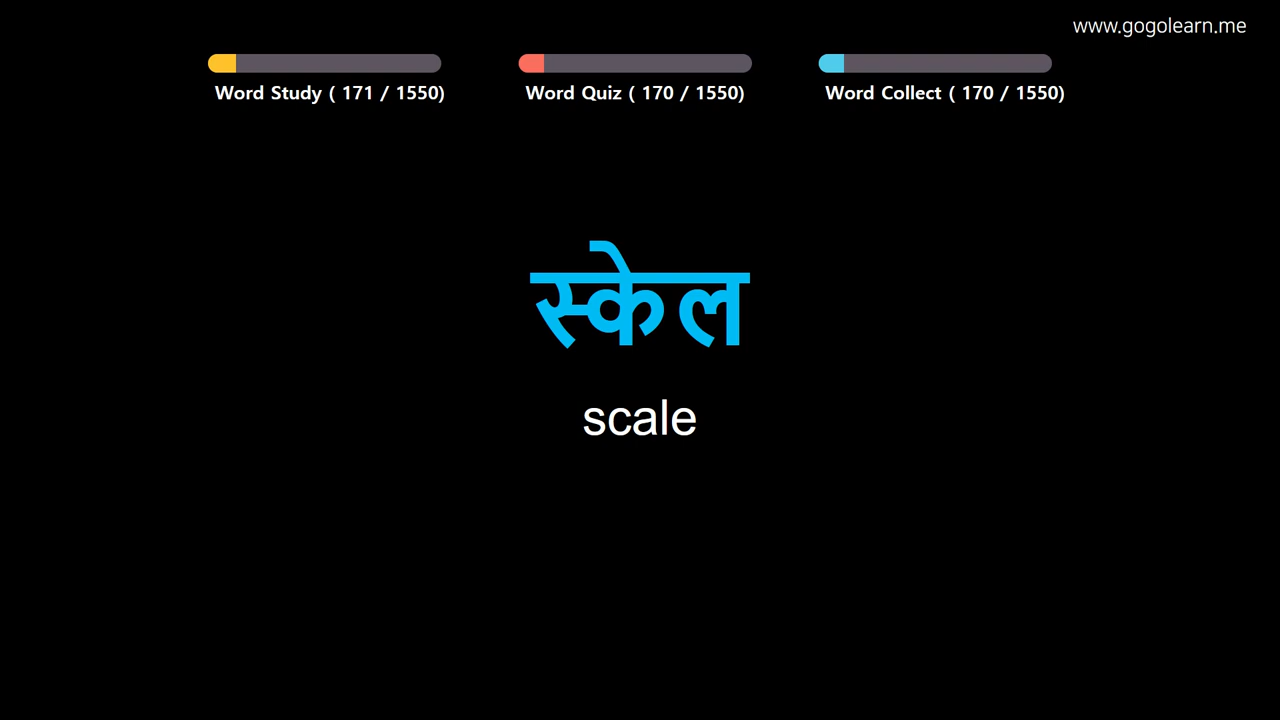 www.gogolearn.me
Word Study ( 171 / 1550)
Word Quiz ( 170 / 1550)
Word Collect ( 170 / 1550)
स्केल
scale